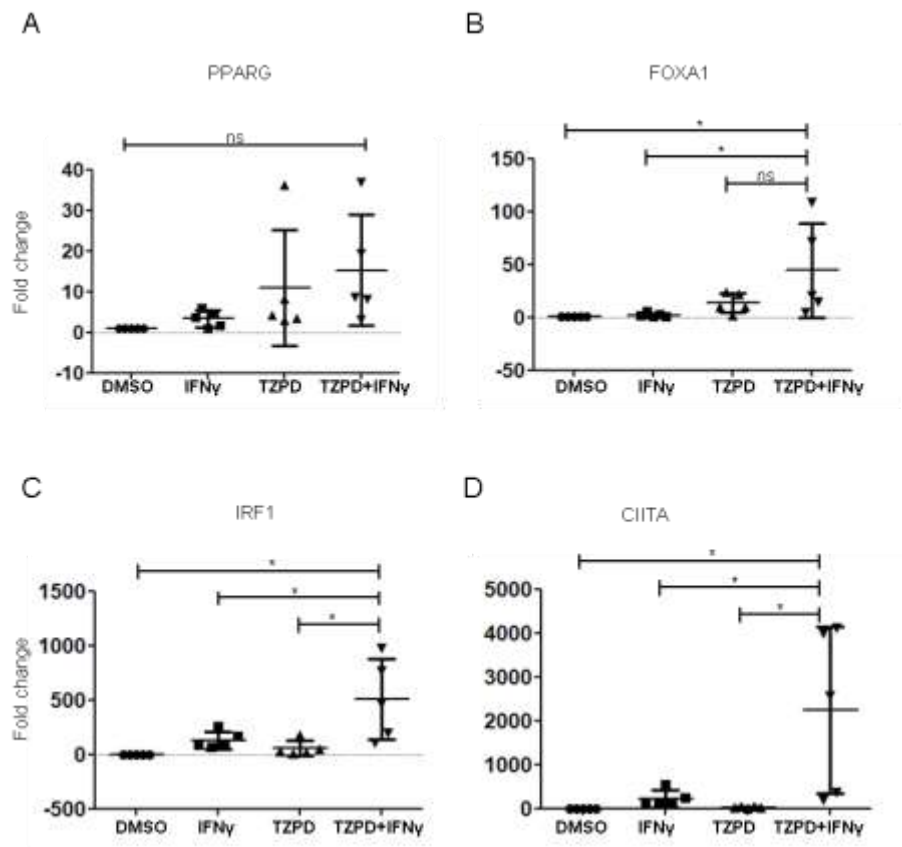 A
PPARG
ns
Fold change
40
30
20
10
0
-10
DMSO IFNγ TZPD TZPD+IFNγ
B
FOXA1
*
*
ns
150
100
50
0
-50
DMSO IFNγ TZPD TZPD+IFNγ
C
IRF1
*
*
*
Fold change
1500
1000
500
0
-500
DMSO IFNγ TZPD TZPD+IFNγ
D
CIITA
*
*
*
5000
4000
3000
2000
1000
0
DMSO IFNγ TZPD TZPD+IFNγ